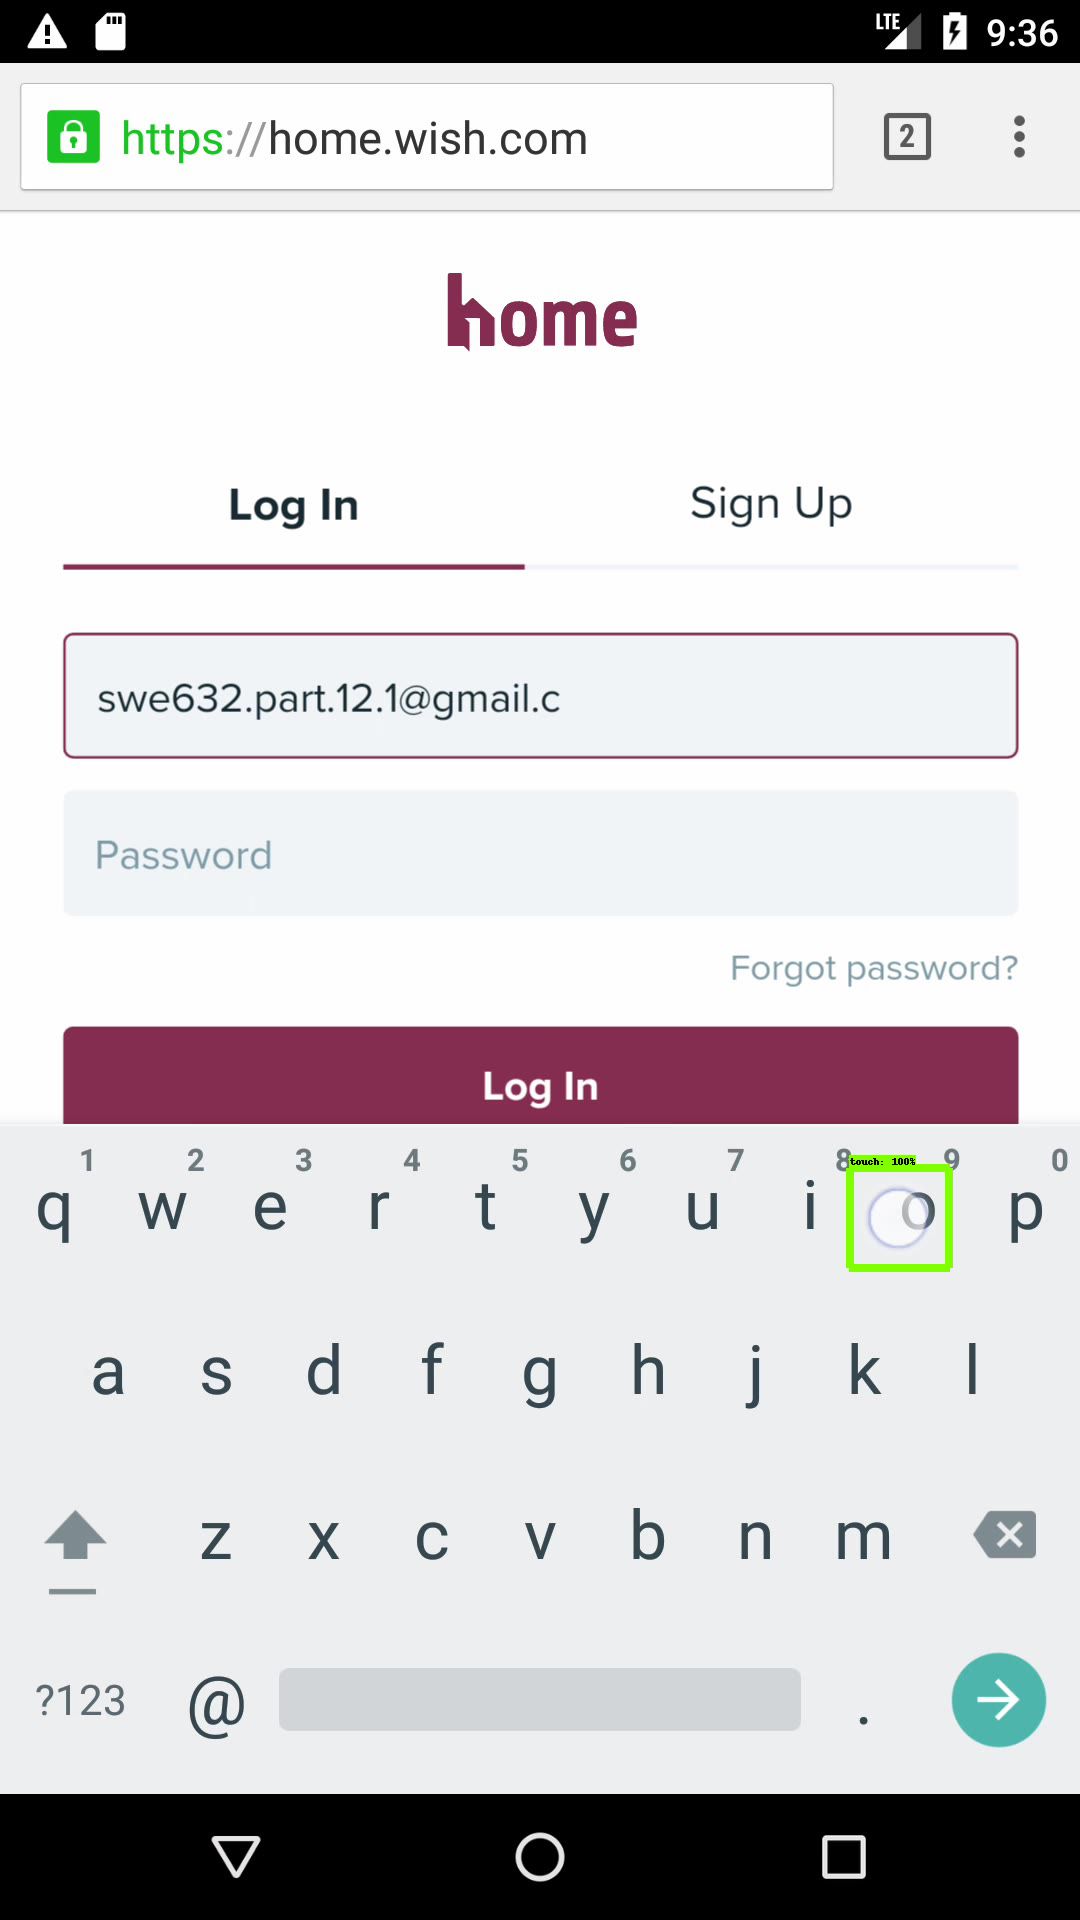 LTE 9:36
https://home.wish.com 2
home
Log In Sign Up
swe632.part.12.1@gmail.c
Password
Forgot password?
Log In
1 2 3 4 5 6 7 8 9 0
touch: 100%
q w e r t y u i o p
a s d f g h j k l
z x c v b n m
?123 @ .